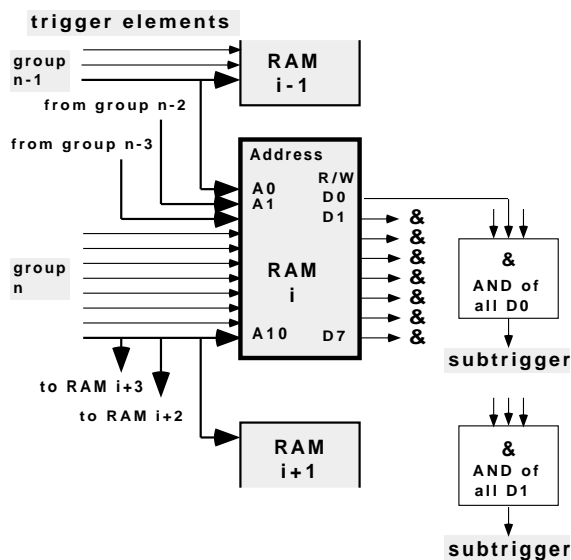 trigger elements
group
n-1
RAM
i-1
from group n-2
from group n-3
Address
R/W
A0
D0
A1
D1
&
&
&
&
&
&
&
RAM
i
group
n
A10
D7
&
AND of
all D0
subtrigger
to RAM i+3
to RAM i+2
RAM
i+1
&
AND of
all D1
subtrigger